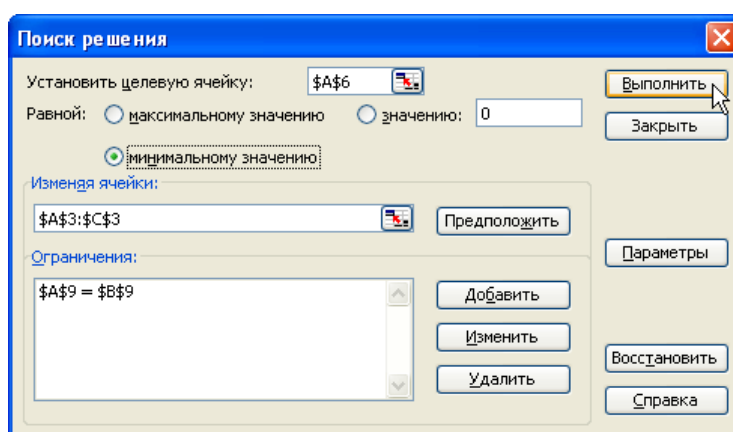 Поиск решения
Установить целевую ячейку: $A$6
Выполнить
Равной: максимальному значению значению: 0
Закрыть
минимальному значению
Изменяя ячейки:
$A$3:$C$3 Предположить
Параметры
Ограничения:
$A$9 = $B$9
Добавить
Изменить
Восстановить
Удалить
Справка